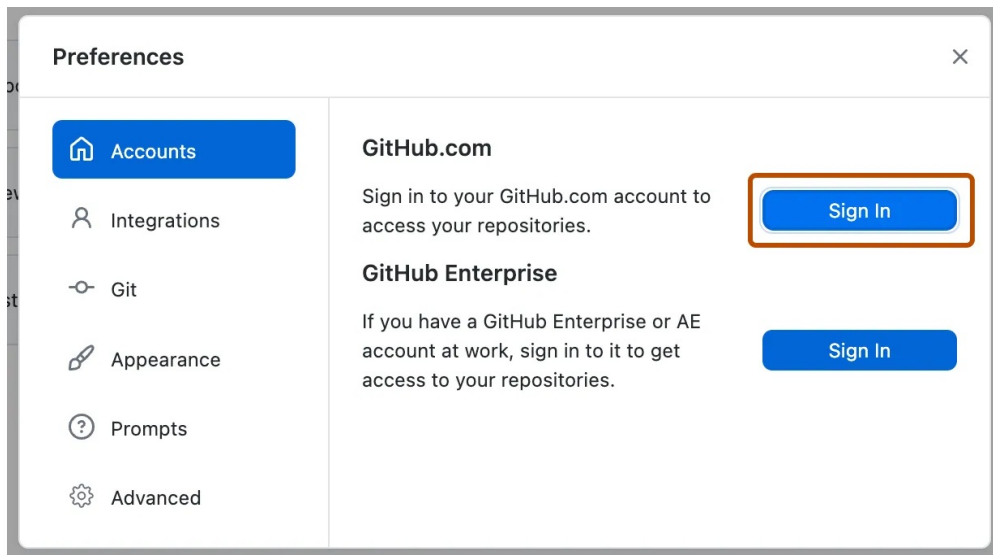 Preferences
Accounts
Integrations
Git
Appearance
Prompts
Advanced
GitHub.com
Sign in to your GitHub.com account to
access your repositories.
Sign In
GitHub Enterprise
If you have a GitHub Enterprise or AE
account at work, sign in to it to get
access to your repositories.
Sign In